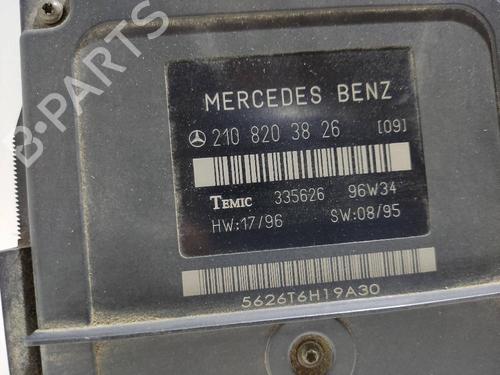 B-PARTS
MERCEDES BENZ
210 820 38 26 [09]
TEMIC 335626 96W34
HW:17/96 SW:08/95
5626T6H19A30